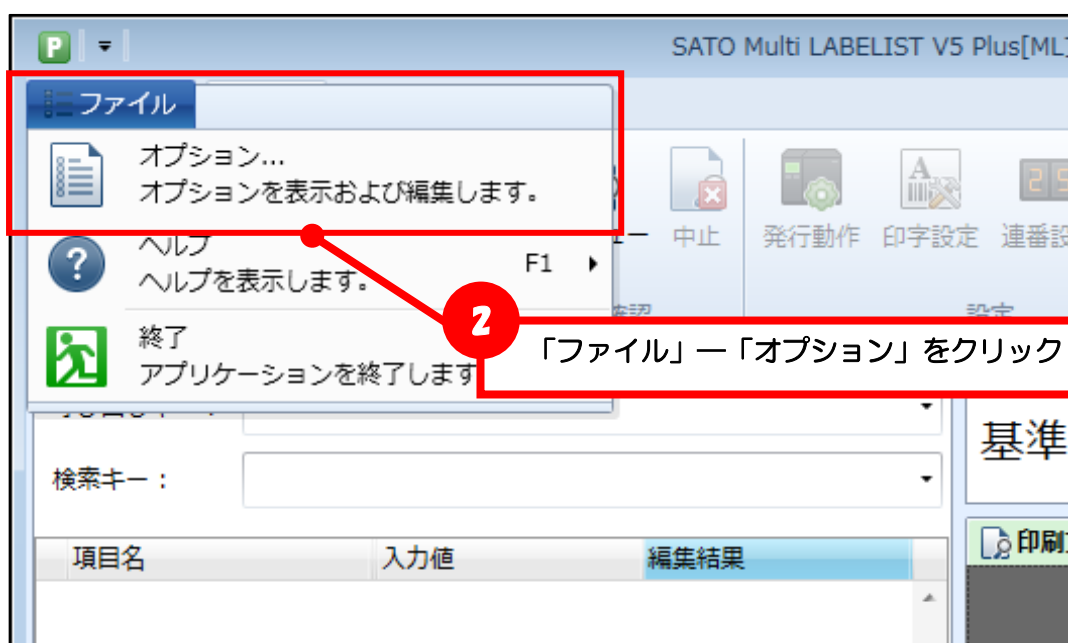 P
SATO Multi LABELIST V5 Plus[ML]
ファイル
オプション...
オプションを表示および編集します。
ヘルプ
ヘルプを表示します。
F1
終了
アプリケーションを終了します
ー
中止
発行動作
印字設定
連番設
設定
2
「ファイル」―「オプション」をクリック
基準
検索キー：
項目名
入力値
編集結果
印刷